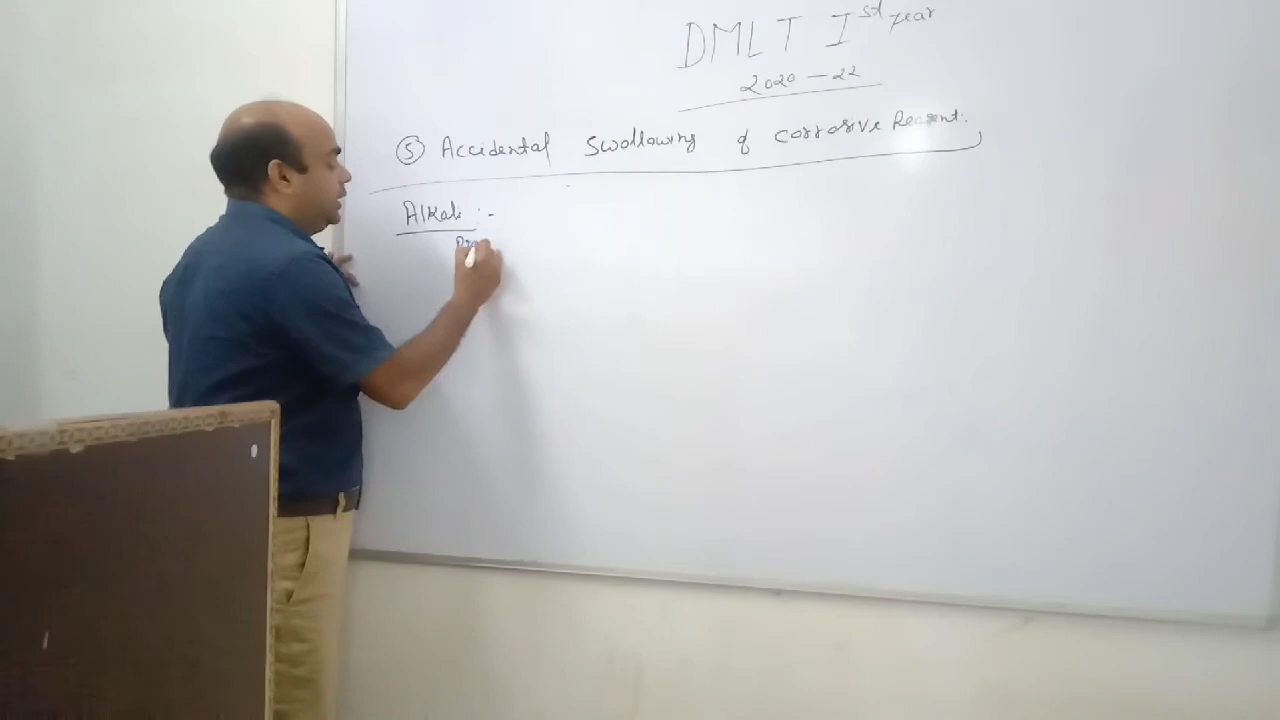 DMLT Ist year
2020-22
⑤ Accidental Swallowing of Corrosive Reagent:
Alkali :-